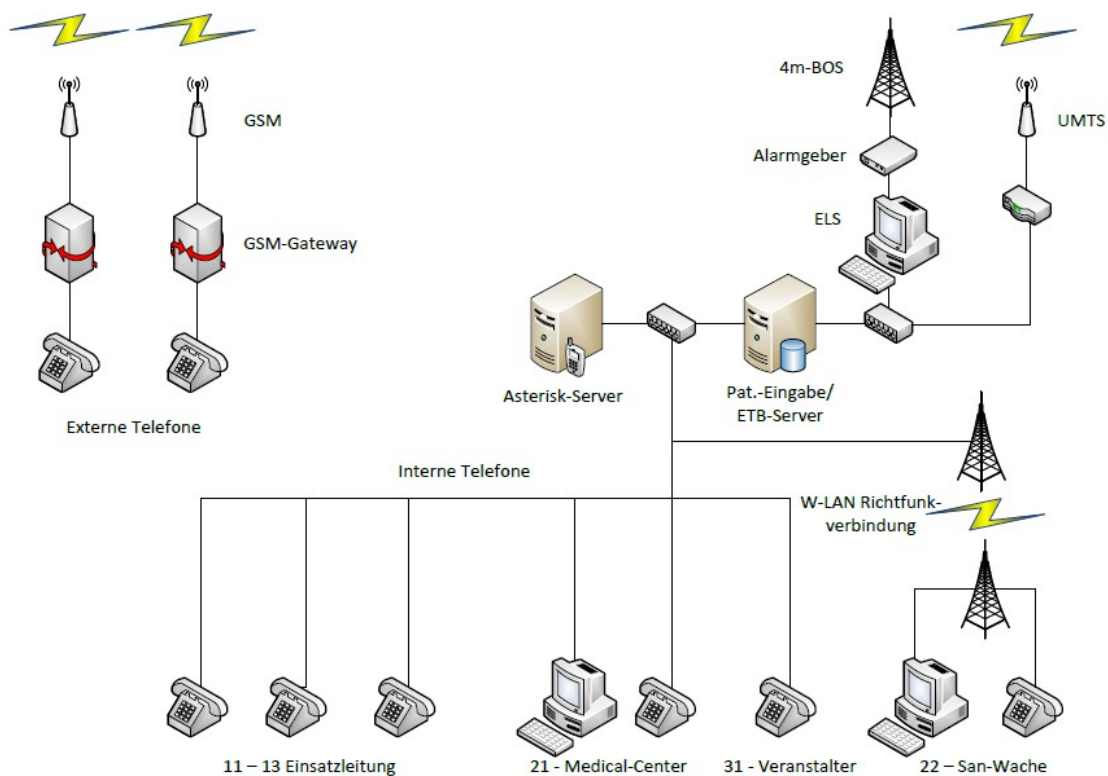 4m-BOS
GSM
UMTS
Alarmgeber
ELS
GSM-Gateway
Asterisk-Server
Pat.-Eingabe/
ETB-Server
Externe Telefone
Interne Telefone
W-LAN Richtfunk-
verbindung
11 – 13 Einsatzleitung
21 - Medical-Center
31 - Veranstalter
22 – San-Wache